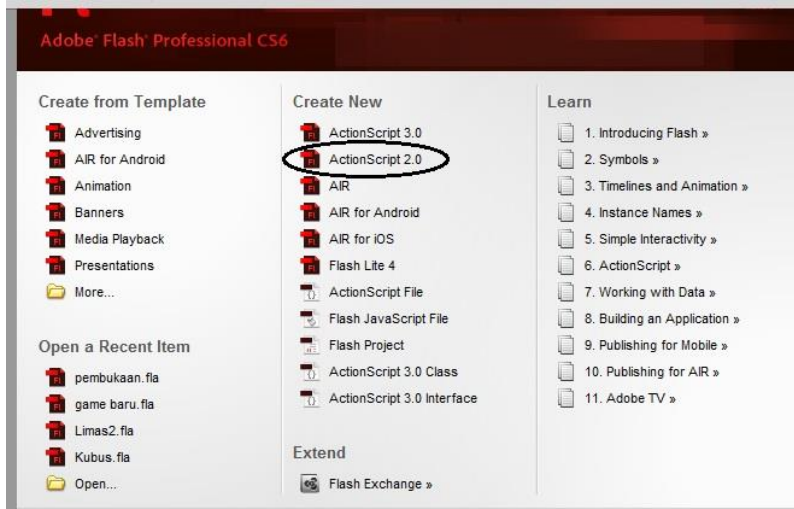 Adobe® Flash® Professional CS6
Create from Template
Advertising
AIR for Android
Animation
Banners
Media Playback
Presentations
More...
Open a Recent Item
pembukaan.fla
game baru.fla
Limas2.fla
Kubus.fla
Open...
Create New
ActionScript 3.0
ActionScript 2.0
AIR
AIR for Android
AIR for iOS
Flash Lite 4
ActionScript File
Flash JavaScript File
Flash Project
ActionScript 3.0 Class
ActionScript 3.0 Interface
Extend
Flash Exchange »
Learn
1. Introducing Flash »
2. Symbols »
3. Timelines and Animation »
4. Instance Names »
5. Simple Interactivity »
6. ActionScript »
7. Working with Data »
8. Building an Application »
9. Publishing for Mobile »
10. Publishing for AIR »
11. Adobe TV »